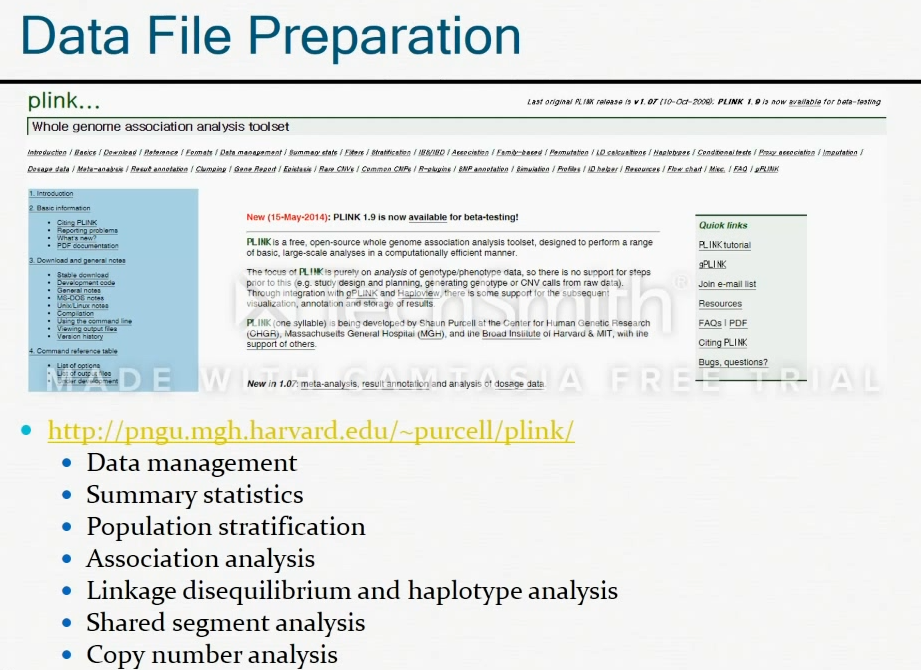 Data File Preparation
plink...
Last original PLINK release is v1.07 (10-Oct-2009); PLINK 1.9 is now available for beta-testing
Whole genome association analysis toolset
Introduction | Basics | Download | Reference | Formats | Data management | Summary stats | Filters | Stratification | IBS/IBD | Association | Family-based | Permutation | LD calcualtions | Haplotypes | Conditional tests | Proxy association | Imputation |
Dosage data | Meta-analysis | Result annotation | Clumping | Gene Report | Epistasis | Rare CNVs | Common CNPs | R-plugins | SNP annotation | Simulation | Profiles | ID helper | Resources | Flow chart | Misc. | FAQ | gPLINK
1. Introduction
2. Basic information
• Citing PLINK
• Reporting problems
• What's new?
• PDF documentation
3. Download and general notes
• Stable download
• Development code
• General notes
• MS-DOS notes
• Unix/Linux notes
• Compilation
• Using the command line
• Viewing output files
• Version history
4. Command reference table
• List of options
• List of output files
• Under development
New (15-May-2014): PLINK 1.9 is now available for beta-testing!
PLINK is a free, open-source whole genome association analysis toolset, designed to perform a range
of basic, large-scale analyses in a computationally efficient manner.
The focus of PLINK is purely on analysis of genotype/phenotype data, so there is no support for steps
prior to this (e.g. study design and planning, generating genotype or CNV calls from raw data).
Through integration with gPLINK and Haploview, there is some support for the subsequent
visualization, annotation and storage of results.
PLINK (one syllable) is being developed by Shaun Purcell at the Center for Human Genetic Research
(CHGR), Massachusetts General Hospital (MGH), and the Broad Institute of Harvard & MIT, with the
support of others.
New in 1.07: meta-analysis, result annotation and analysis of dosage data.
Quick links
PLINK tutorial
gPLINK
Join e-mail list
Resources
FAQs | PDF
Citing PLINK
Bugs, questions?
TechSmith®
MADE WITH CAMTASIA FREE TRIAL
• http://pngu.mgh.harvard.edu/~purcell/plink/
• Data management
• Summary statistics
• Population stratification
• Association analysis
• Linkage disequilibrium and haplotype analysis
• Shared segment analysis
• Copy number analysis